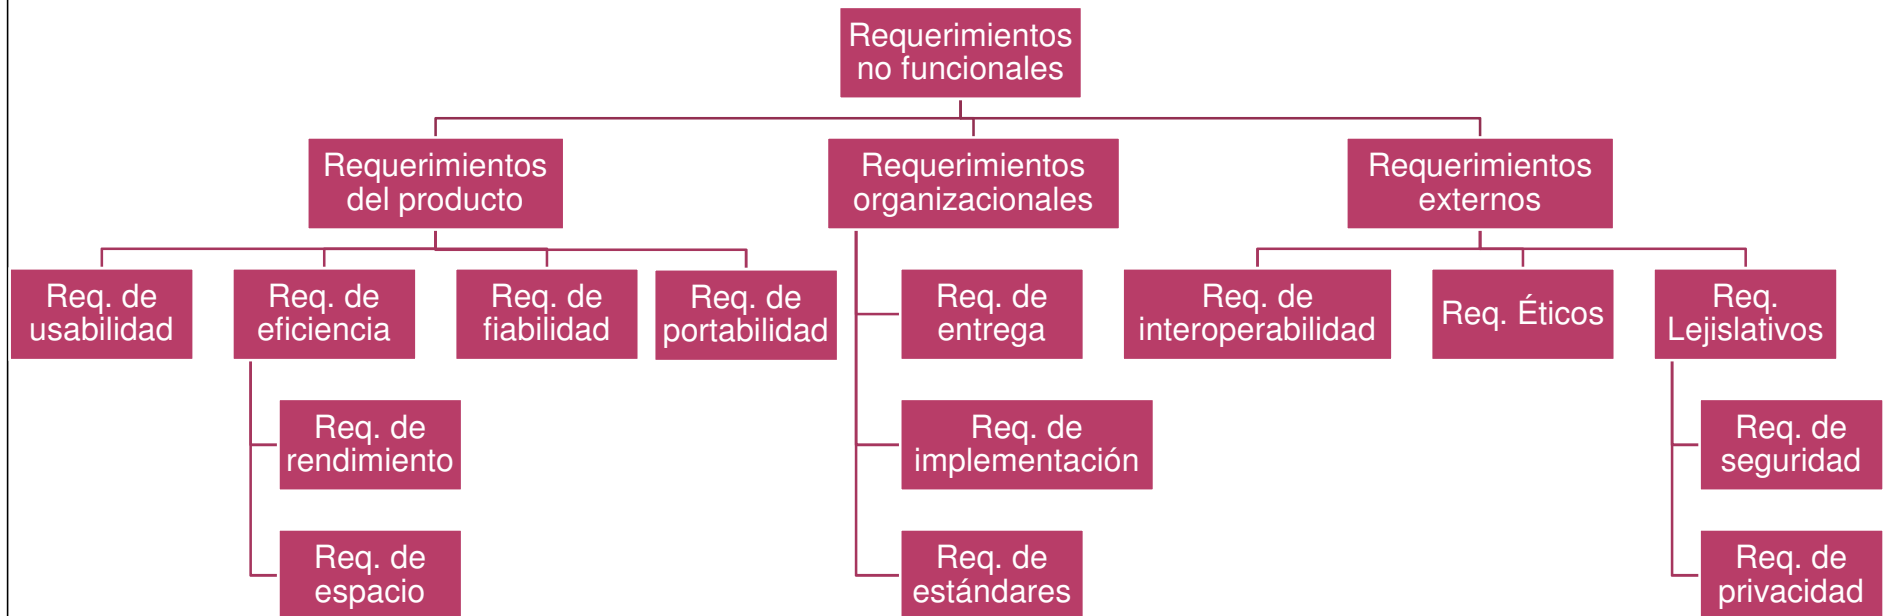 Requerimientos
no funcionales
Requerimientos
del producto
Requerimientos
organizacionales
Requerimientos
externos
Req. de
usabilidad
Req. de
eficiencia
Req. de
fiabilidad
Req. de
portabilidad
Req. de
entrega
Req. de
interoperabilidad
Req. Éticos
Req.
Lejislativos
Req. de
rendimiento
Req. de
implementación
Req. de
seguridad
Req. de
espacio
Req. de
estándares
Req. de
privacidad